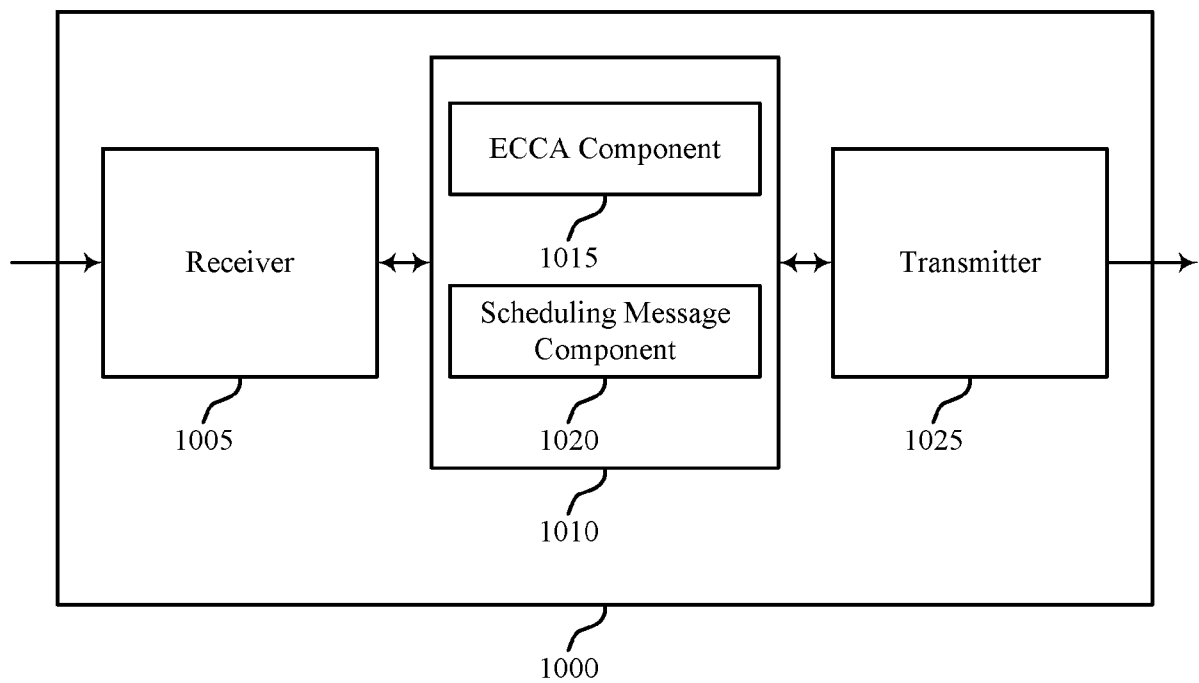 ECCA Component
1015
Receiver
1005
Scheduling Message
Component
1020
Transmitter
1025
1010
1000